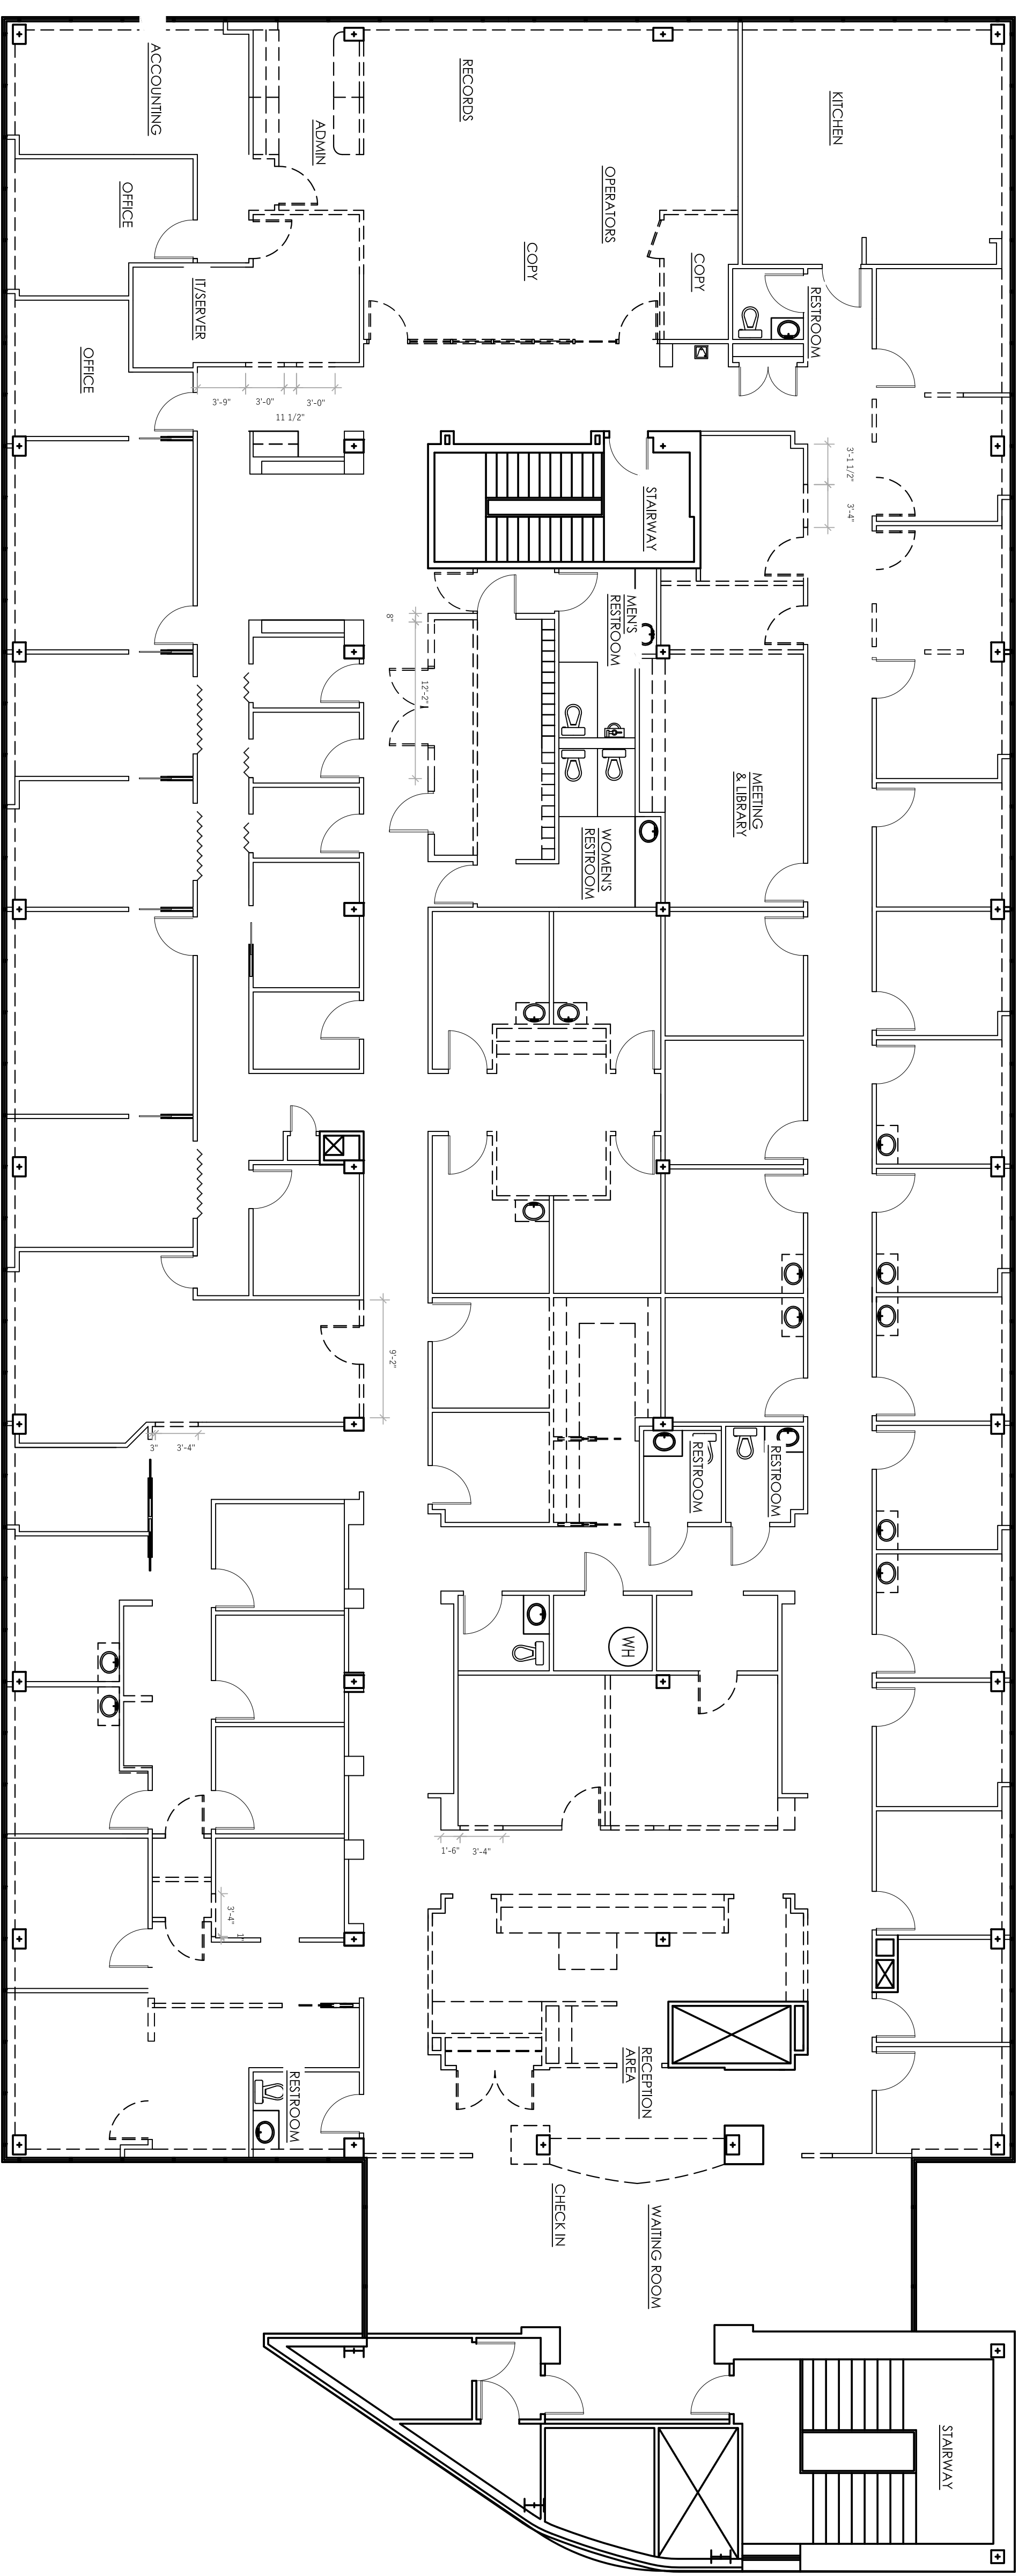 ACCOUNTING
ADMIN
RECORDS
OPERATORS
COPY
COPY
KITCHEN
OFFICE
IT/SERVER
RESTROOM
OFFICE
3'-9"
3'-0"
11 1/2"
3'-0"
STAIRWAY
3'-1 1/2"
3'-4"
8"
12'-2"
MEN'S
RESTROOM
MEETING
& LIBRARY
WOMEN'S
RESTROOM
9'-2"
3"
3'-4"
RESTROOM
RESTROOM
WH
1'-6"
3'-4"
3'-4"
1"
RECEPTION
AREA
RESTROOM
CHECK IN
WAITING ROOM
STAIRWAY